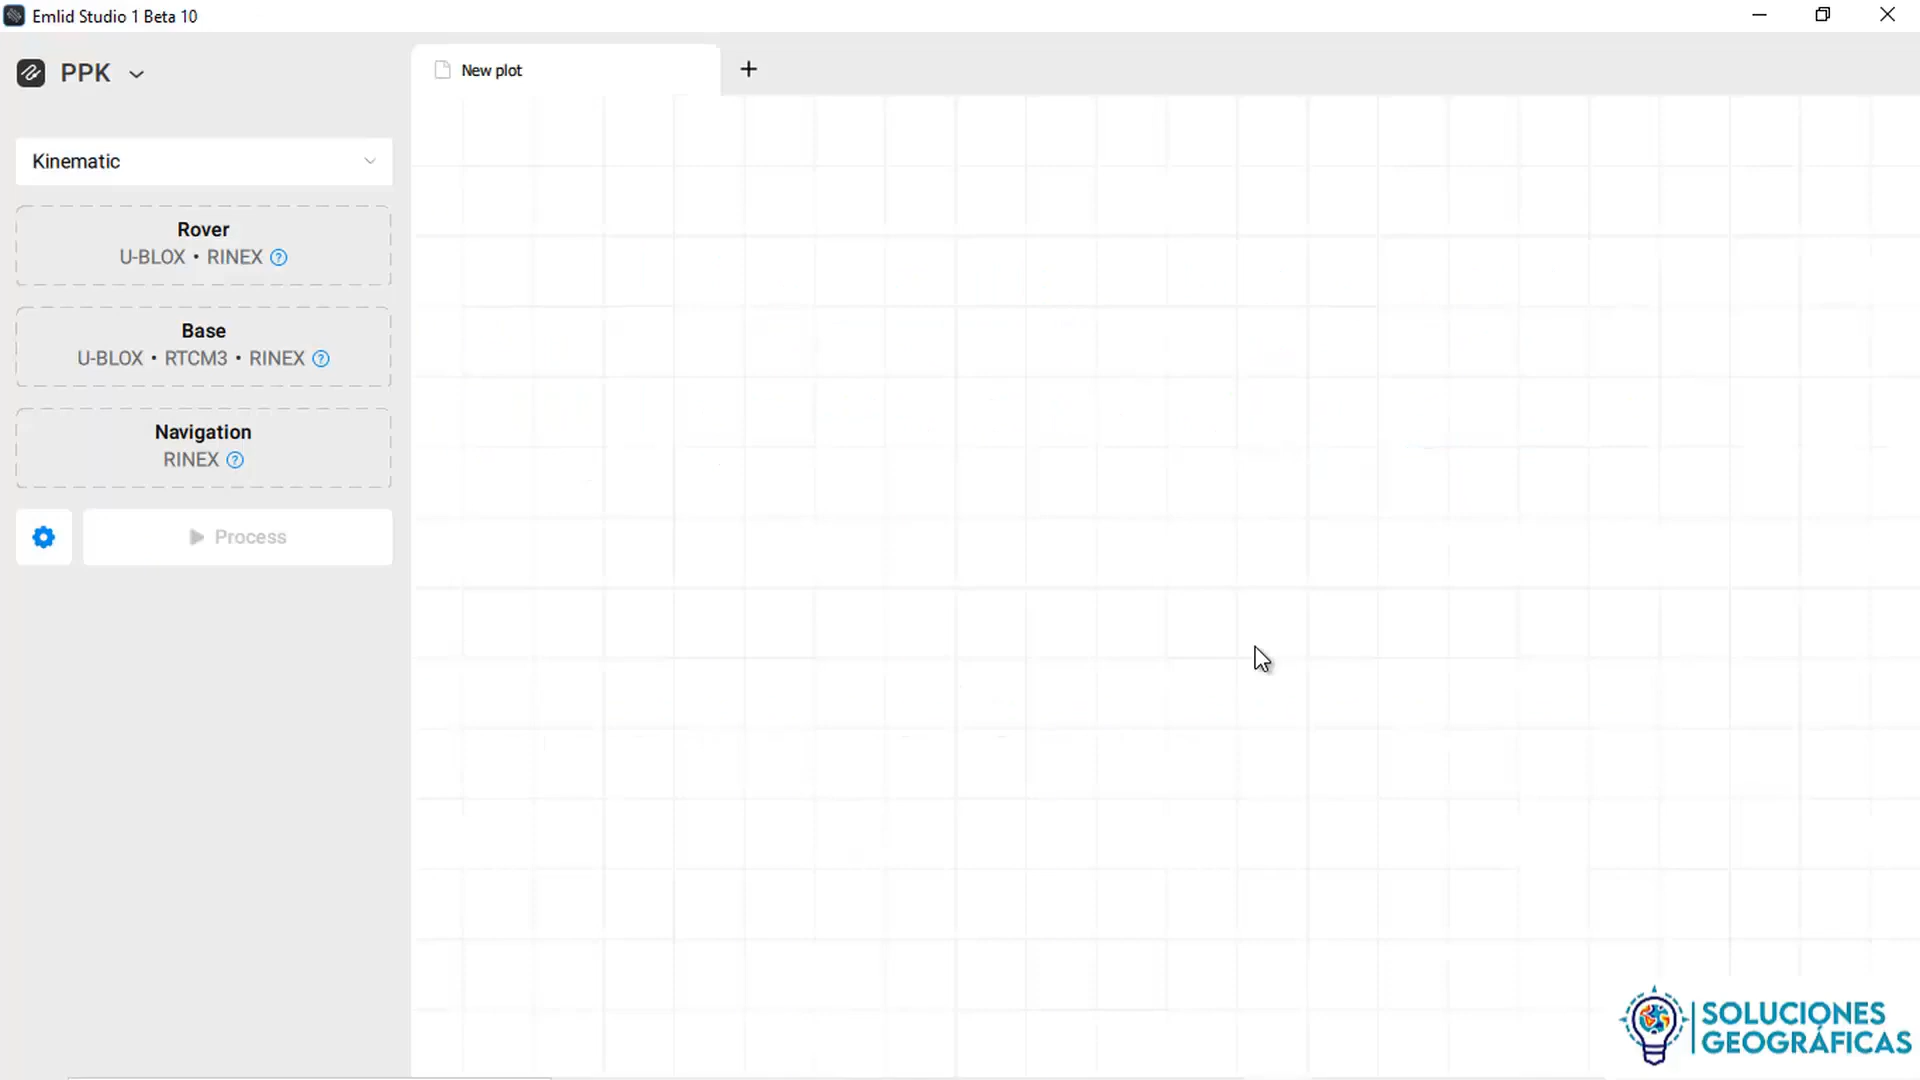 Emlid Studio 1 Beta 10
PPK
New plot
Kinematic
Rover
U-BLOX • RINEX
Base
U-BLOX • RTCM3 • RINEX
Navigation
RINEX
Process
SOLUCIONES
GEOGRÁFICAS